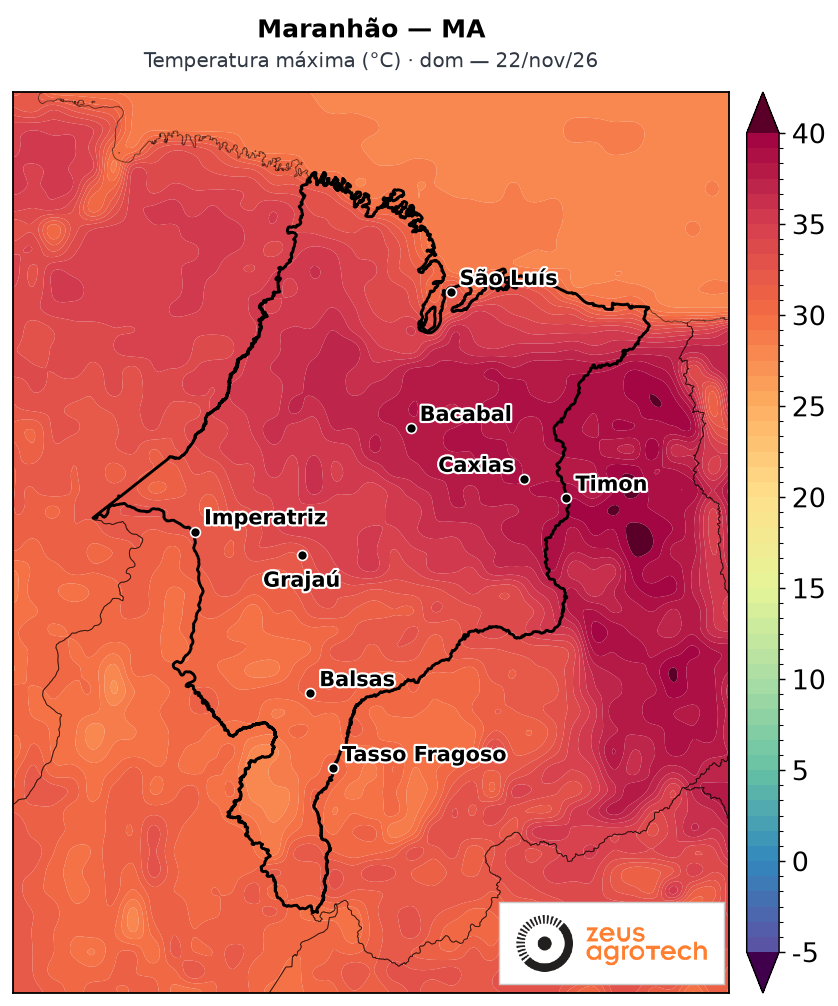 Maranhão — MA
Temperatura máxima (°C) · dom — 22/nov/26
São Luís
Bacabal
Caxias
Timon
Imperatriz
Grajaú
Balsas
Tasso Fragoso
40
35
30
25
20
15
10
5
0
-5
zeus
agrotech